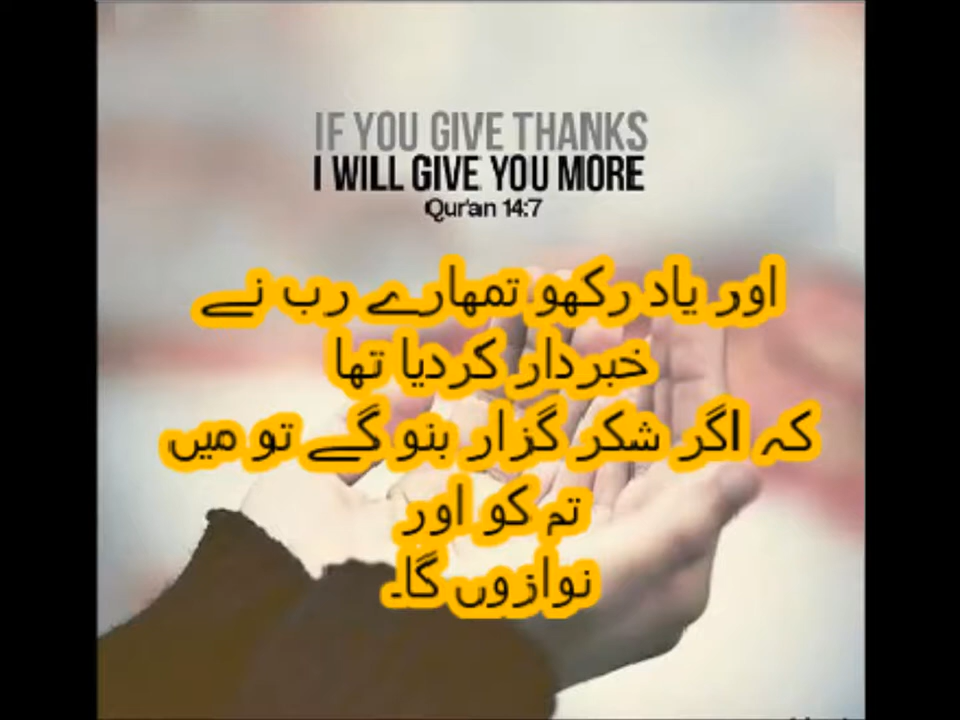 IF YOU GIVE THANKS
I WILL GIVE YOU MORE
Qur'an 14:7
اور یاد رکھو تمھارے رب نے
خبردار کردیا تھا
کہ اگر شکر گزار بنو گے تو میں
تم کو اور
نوازوں گا۔